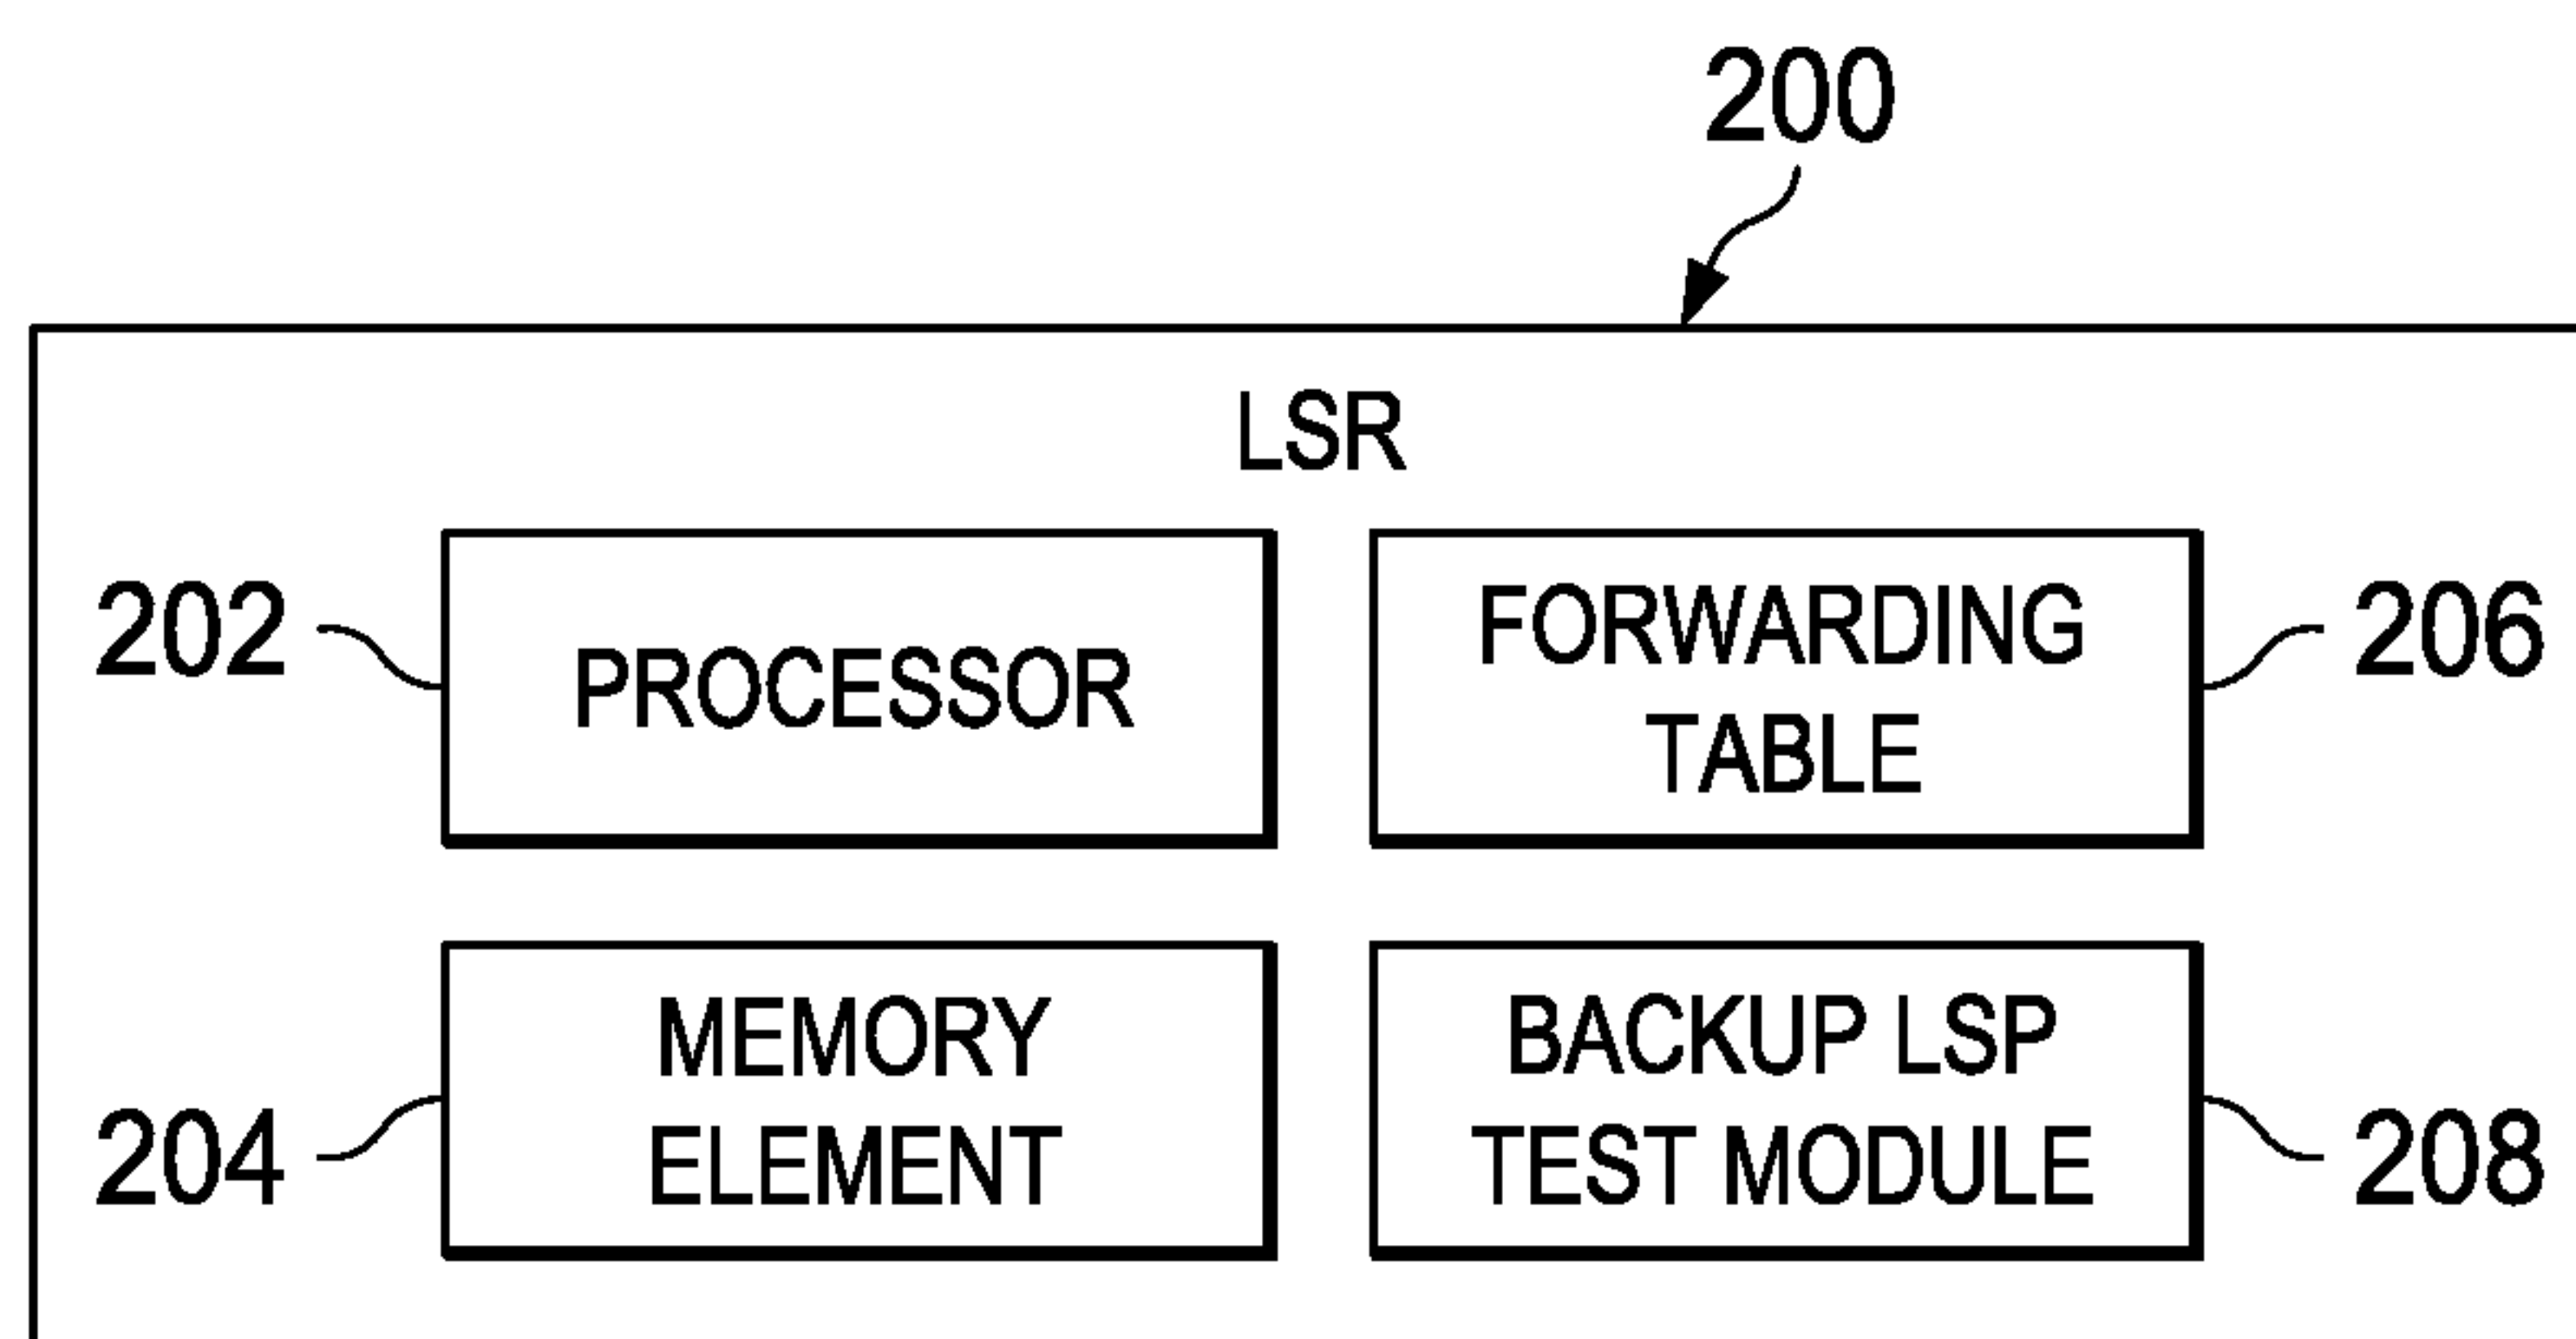 200
LSR
202
PROCESSOR
FORWARDING
TABLE
206
204
MEMORY
ELEMENT
BACKUP LSP
TEST MODULE
208